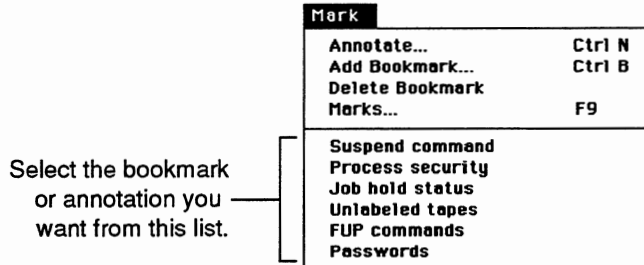 Mark
Annotate... Ctrl N
Add Bookmark... Ctrl B
Delete Bookmark
Marks... F9
Suspend command
Process security
Job hold status
Unlabeled tapes
FUP commands
Passwords
Select the bookmark
or annotation you
want from this list.